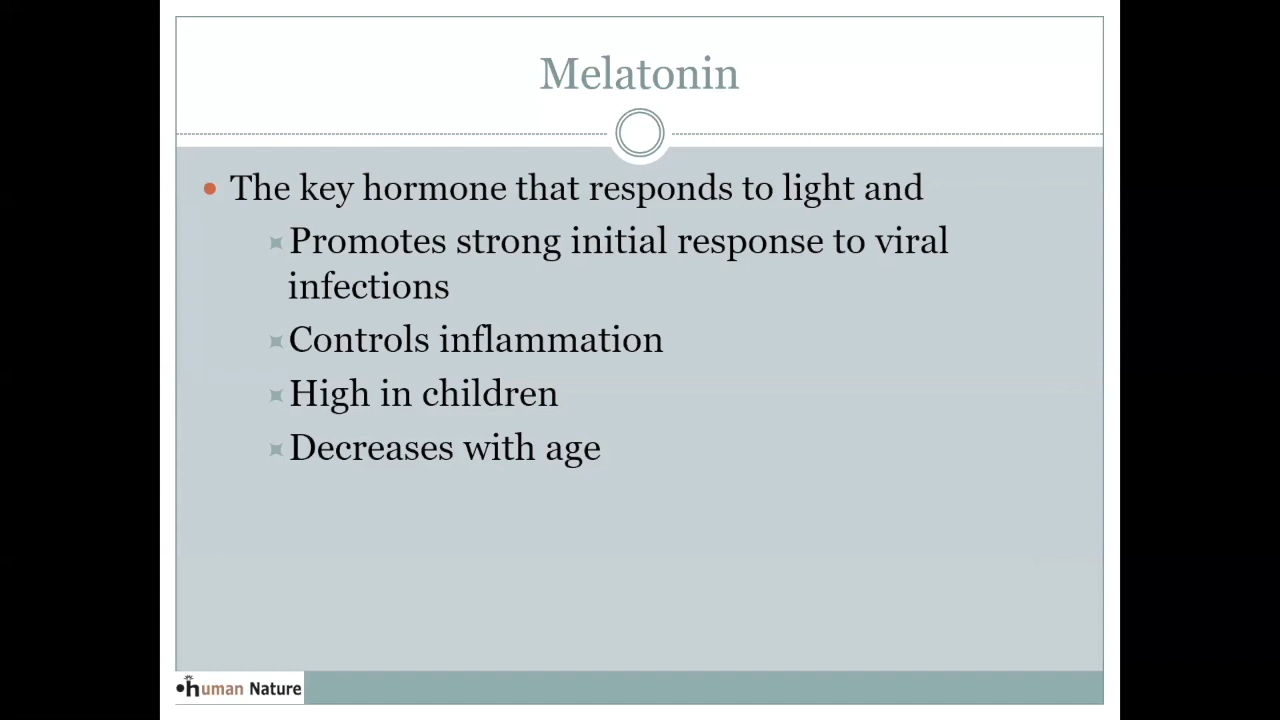 Melatonin
The key hormone that responds to light and
Promotes strong initial response to viral
infections
Controls inflammation
High in children
Decreases with age
human Nature